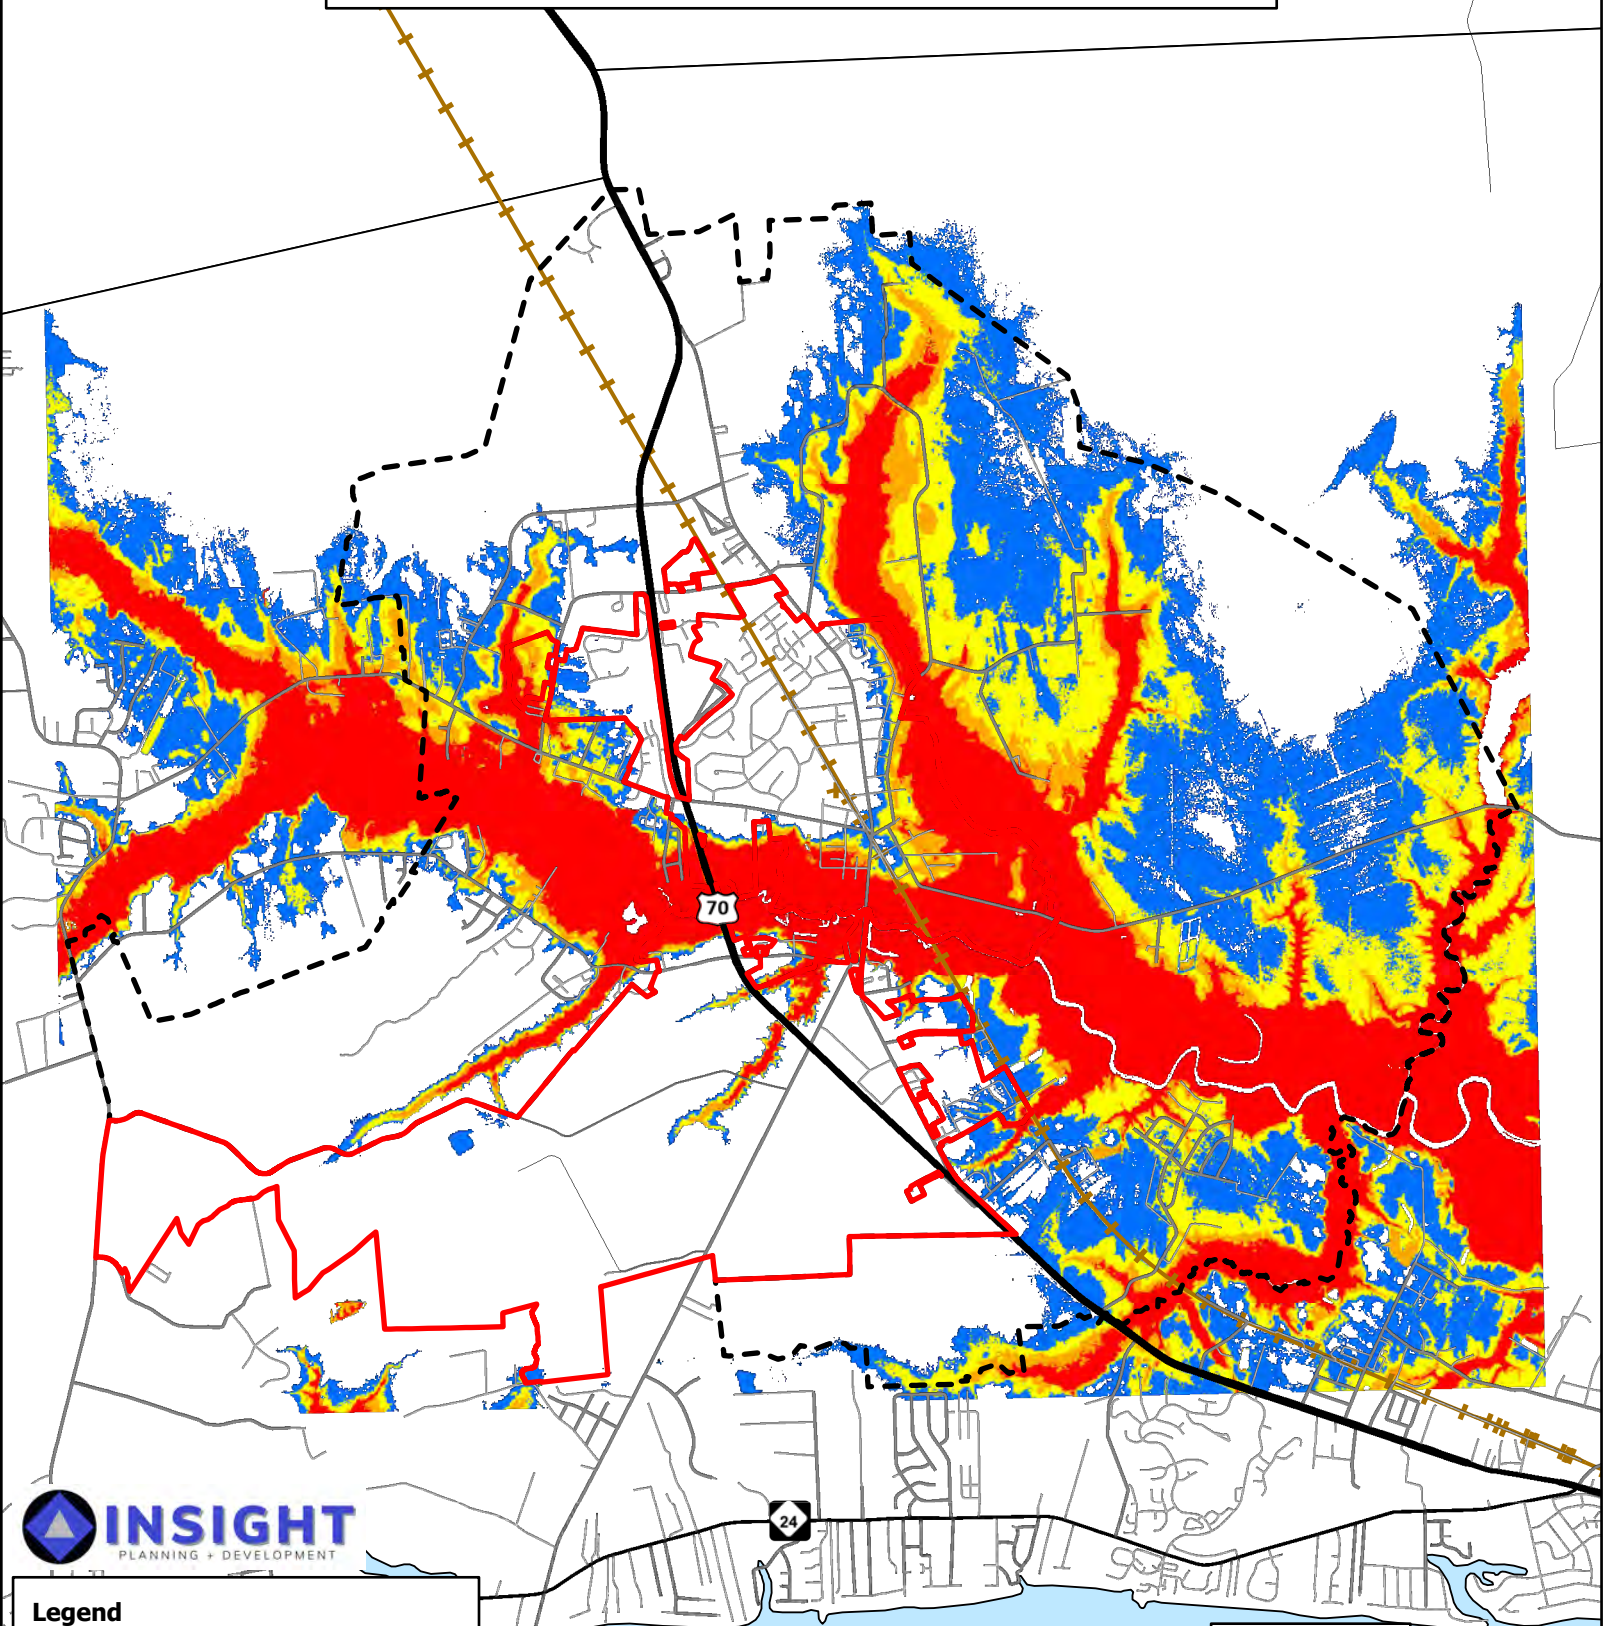 70
24
INSIGHT
PLANNING + DEVELOPMENT
Legend